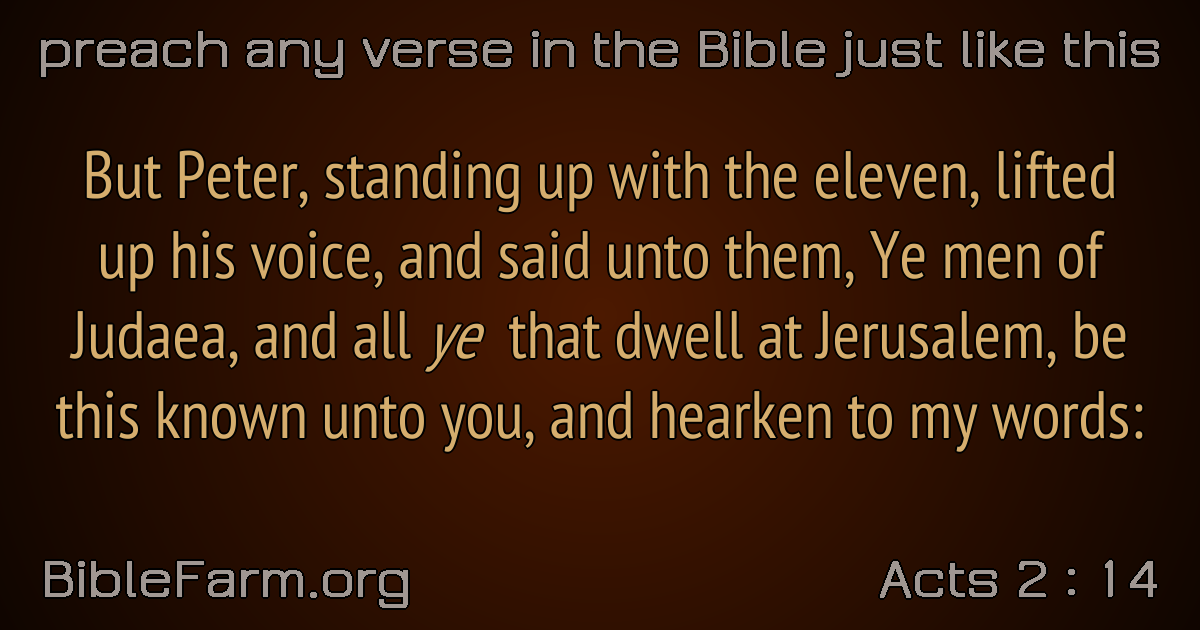 preach any verse in the Bible just like this
But Peter, standing up with the eleven, lifted
up his voice, and said unto them, Ye men of
Judaea, and all ye that dwell at Jerusalem, be
this known unto you, and hearken to my words:
BibleFarm.org
Acts 2 : 14